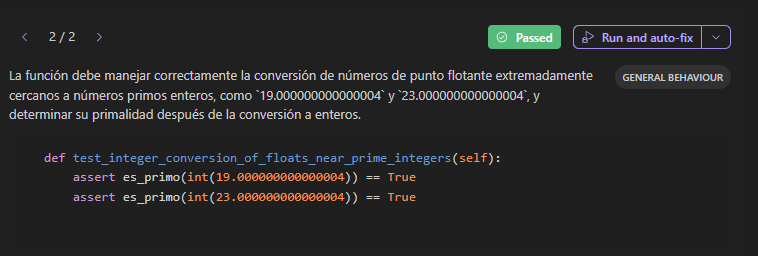 2 / 2
Passed
Run and auto-fix
La función debe manejar correctamente la conversión de números de punto flotante extremadamente
cercanos a números primos enteros, como `19.000000000000004` y `23.000000000000004`, y
determinar su primalidad después de la conversión a enteros.
GENERAL BEHAVIOUR
def test_integer_conversion_of_floats_near_prime_integers(self):
    assert es_primo(int(19.000000000000004)) == True
    assert es_primo(int(23.000000000000004)) == True